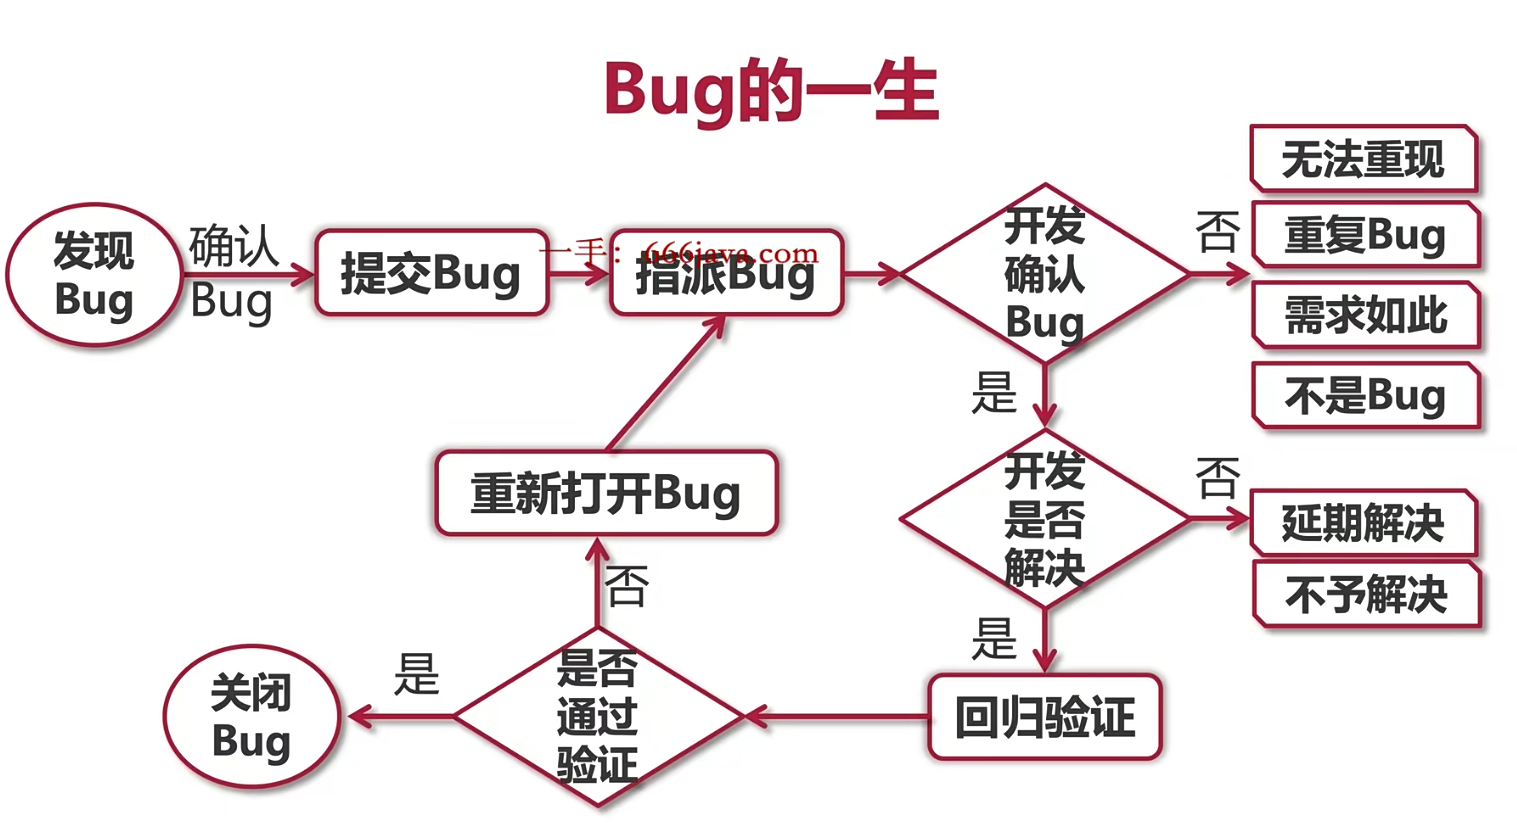 Bug的一生
发现
Bug
确认
Bug
提交Bug
一手：666java.com
指派Bug
开发
确认
Bug
否
无法重现
重复Bug
需求如此
不是Bug
是
开发
是否
解决
否
延期解决
不予解决
是
回归验证
是否
通过
验证
否
重新打开Bug
是
关闭
Bug